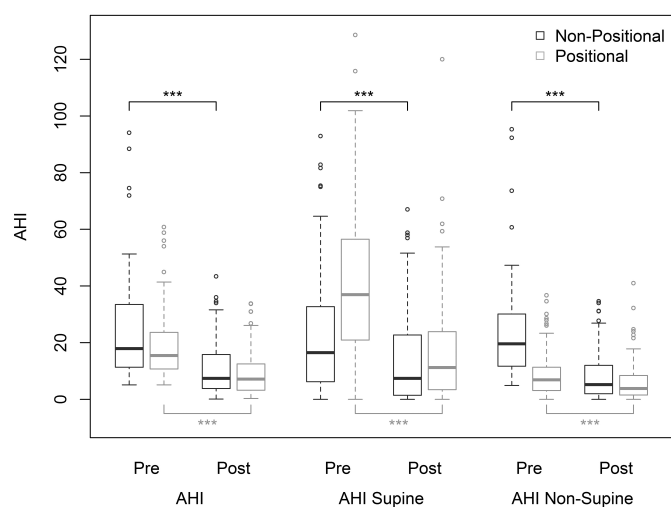 Non-Positional
Positional
120
100
80
60
40
20
0
AHI
*** *** ***
*** *** ***
Pre Post Pre Post Pre Post
AHI AHI Supine AHI Non-Supine